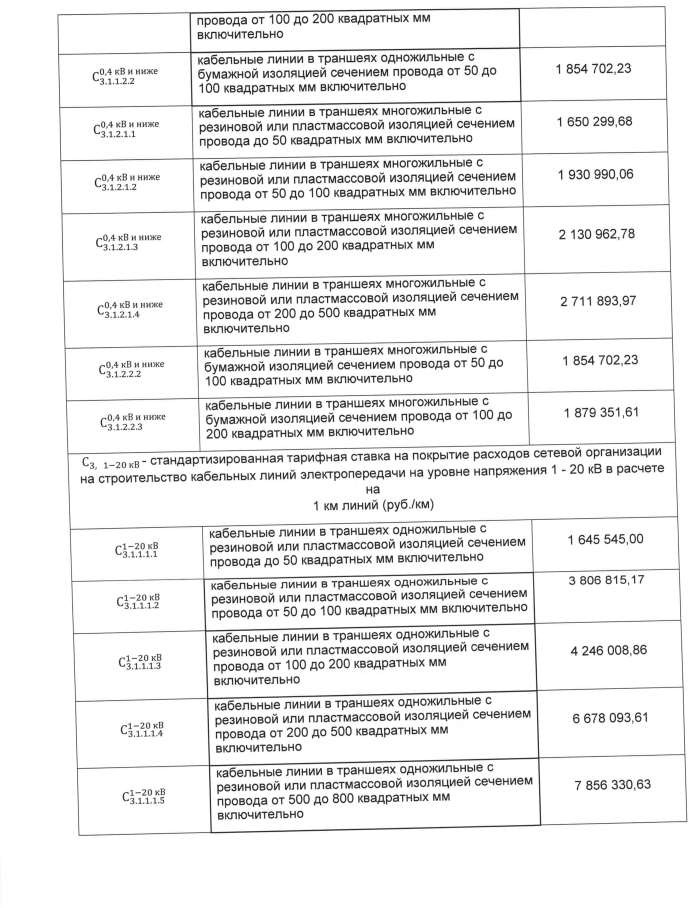 провода от 100 до 200 квадратных мм
включительно
С 0,4 кВ и ниже 3.1.1.2.2
кабельные линии в траншеях одножильные с
бумажной изоляцией сечением провода от 50 до
100 квадратных мм включительно
1 854 702,23
С 0,4 кВ и ниже 3.1.2.1.1
кабельные линии в траншеях многожильные с
резиновой или пластмассовой изоляцией сечением
провода до 50 квадратных мм включительно
1 650 299,68
С 0,4 кВ и ниже 3.1.2.1.2
кабельные линии в траншеях многожильные с
резиновой или пластмассовой изоляцией сечением
провода от 50 до 100 квадратных мм включительно
1 930 990,06
С 0,4 кВ и ниже 3.1.2.1.3
кабельные линии в траншеях многожильные с
резиновой или пластмассовой изоляцией сечением
провода от 100 до 200 квадратных мм
включительно
2 130 962,78
С 0,4 кВ и ниже 3.1.2.1.4
кабельные линии в траншеях многожильные с
резиновой или пластмассовой изоляцией сечением
провода от 200 до 500 квадратных мм
включительно
2 711 893,97
С 0,4 кВ и ниже 3.1.2.2.2
кабельные линии в траншеях многожильные с
бумажной изоляцией сечением провода от 50 до
100 квадратных мм включительно
1 854 702,23
С 0,4 кВ и ниже 3.1.2.2.3
кабельные линии в траншеях многожильные с
бумажной изоляцией сечением провода от 100 до
200 квадратных мм включительно
1 879 351,61
С3, 1–20 кВ - стандартизированная тарифная ставка на покрытие расходов сетевой организации
на строительство кабельных линий электропередачи на уровне напряжения 1 - 20 кВ в расчете
на
1 км линий (руб./км)
С 1–20 кВ 3.1.1.1.1
кабельные линии в траншеях одножильные с
резиновой или пластмассовой изоляцией сечением
провода до 50 квадратных мм включительно
1 645 545,00
С 1–20 кВ 3.1.1.1.2
кабельные линии в траншеях одножильные с
резиновой или пластмассовой изоляцией сечением
провода от 50 до 100 квадратных мм включительно
3 806 815,17
С 1–20 кВ 3.1.1.1.3
кабельные линии в траншеях одножильные с
резиновой или пластмассовой изоляцией сечением
провода от 100 до 200 квадратных мм
включительно
4 246 008,86
С 1–20 кВ 3.1.1.1.4
кабельные линии в траншеях одножильные с
резиновой или пластмассовой изоляцией сечением
провода от 200 до 500 квадратных мм
включительно
6 678 093,61
С 1–20 кВ 3.1.1.1.5
кабельные линии в траншеях одножильные с
резиновой или пластмассовой изоляцией сечением
провода от 500 до 800 квадратных мм
включительно
7 856 330,63